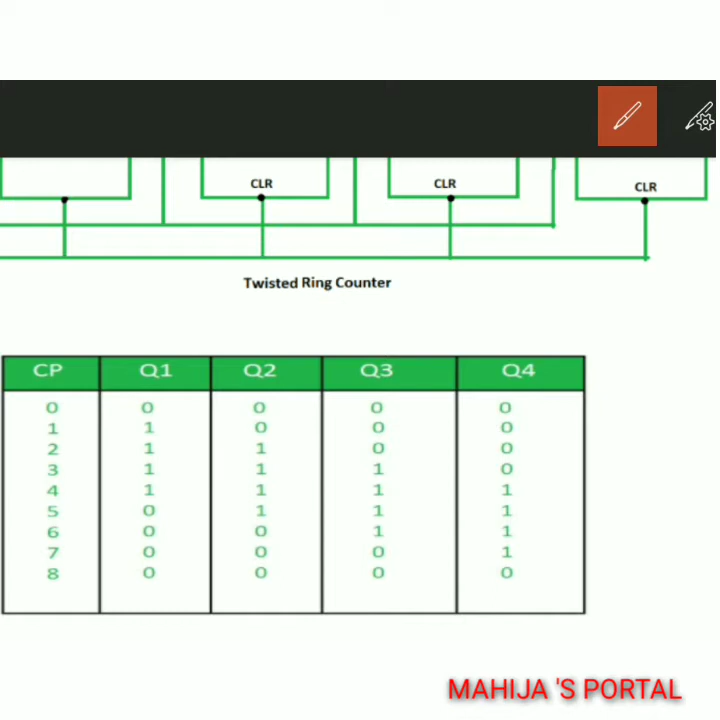 CLR CLR CLR
Twisted Ring Counter
CP Q1 Q2 Q3 Q4
0 0 0 0 0
1 1 0 0 0
2 1 1 0 0
3 1 1 1 0
4 1 1 1 1
5 0 1 1 1
6 0 0 1 1
7 0 0 0 1
8 0 0 0 0
MAHIJA 'S PORTAL